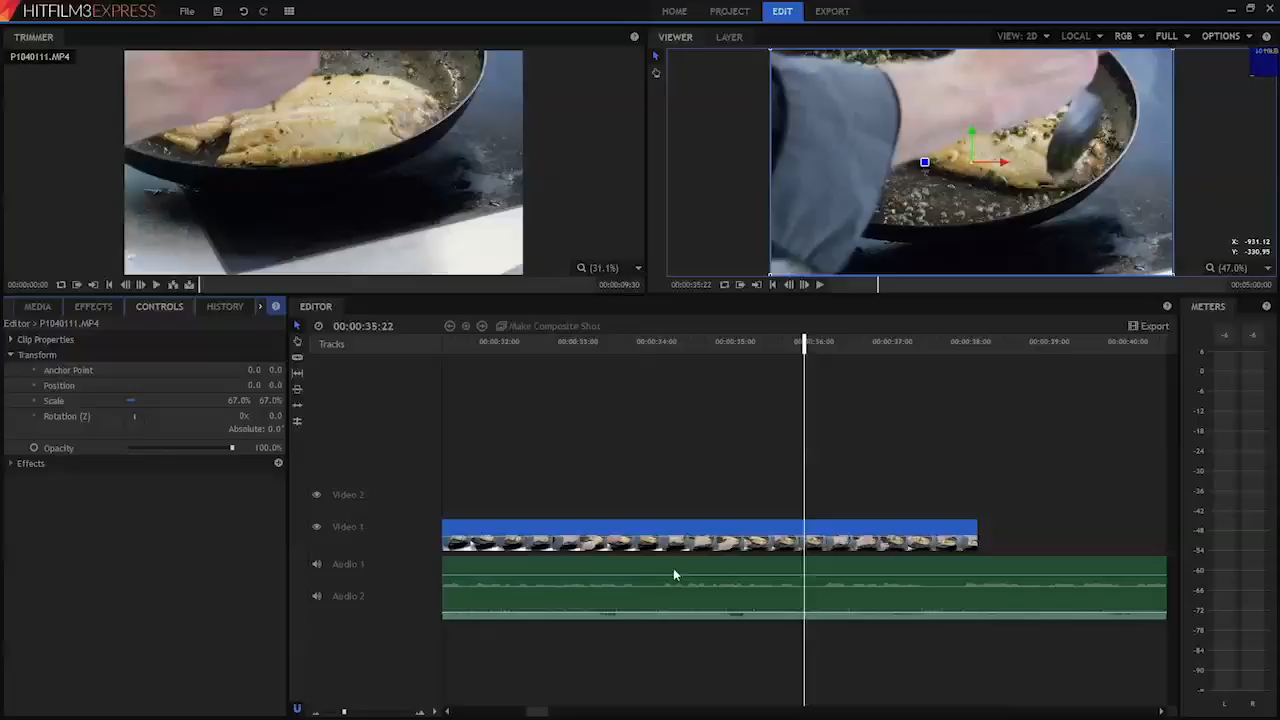 HITFILM3EXPRESS File HOME PROJECT EDIT EXPORT
TRIMMER
P1040111.MP4
(31.1%)
00:00:00:00 00:00:09:30
VIEWER LAYER VIEW: 2D LOCAL RGB FULL OPTIONS
X: -931.12
Y: -330.95
(47.0%)
00:00:35:22 00:05:00:00
MEDIA EFFECTS CONTROLS HISTORY
Editor > P1040111.MP4
Clip Properties
Transform
Anchor Point 0.0 0.0
Position 0.0 0.0
Scale 67.0% 67.0%
Rotation (Z) 0x 0.0
Absolute: 0.0°
Opacity 100.0%
Effects
EDITOR
00:00:35:22 Make Composite Shot Export
Tracks 00:00:32:00 00:00:33:00 00:00:34:00 00:00:35:00 00:00:36:00 00:00:37:00 00:00:38:00 00:00:39:00 00:00:40:00
Video 2
Video 1
Audio 1
Audio 2
METERS
-6 -6
6
0
-6
-12
-18
-24
-30
-36
-42
-48
-54
-60
-66
-72
-78
-84
-90
-∞
L R